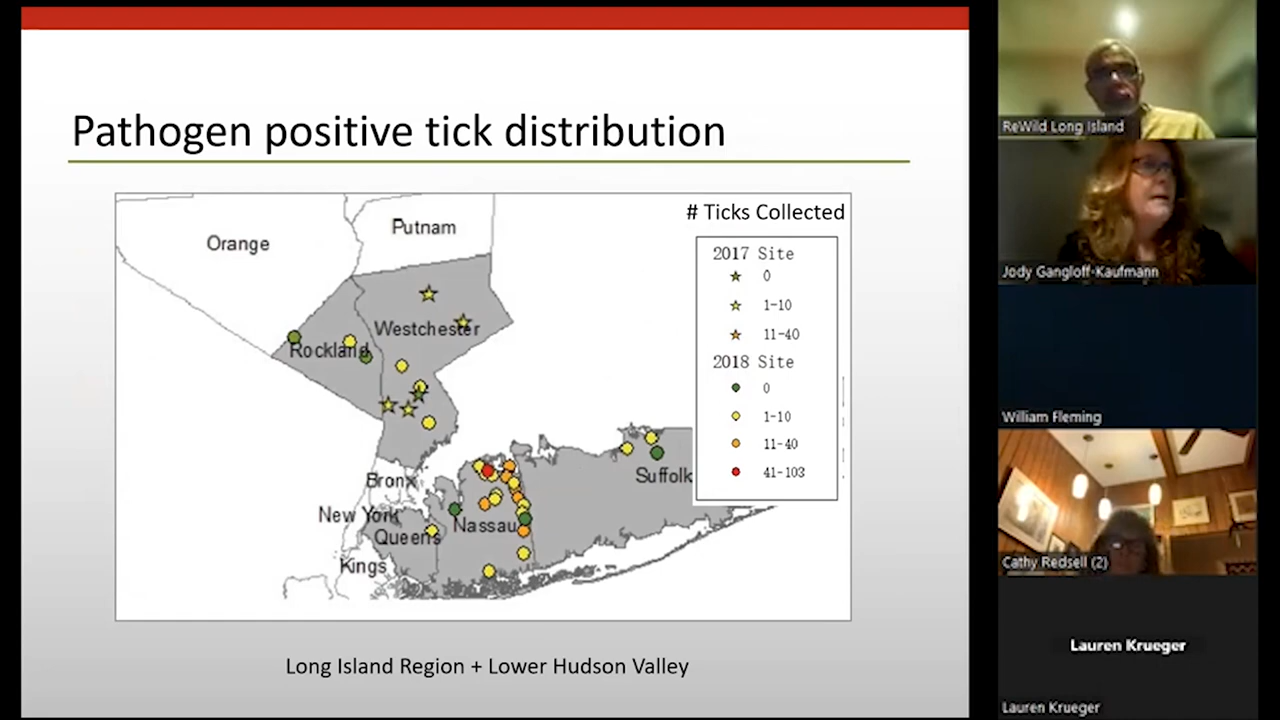 Pathogen positive tick distribution
# Ticks Collected
Orange
Putnam
2017 Site
0
1-10
11-40
2018 Site
0
1-10
11-40
41-103
Westchester
Rockland
Bronx
New York
Queens
Kings
Nassau
Suffolk
Long Island Region + Lower Hudson Valley
ReWild Long Island
Jody Gangloff-Kaufmann
William Fleming
Cathy Redsell (2)
Lauren Krueger
Lauren Krueger